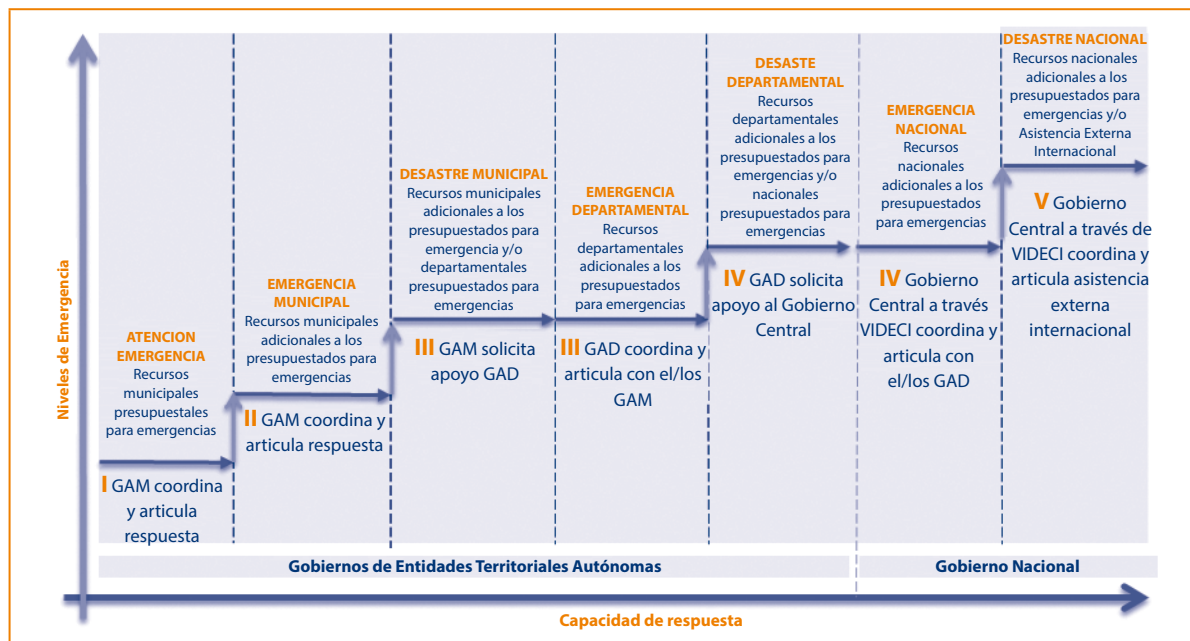 Niveles de Emergencia
ATENCION
EMERGENCIA
Recursos
municipales
presupuestales
para emergencias
I GAM coordina
y articula
respuesta
EMERGENCIA
MUNICIPAL
Recursos municipales
adicionales a los
presupuestados para
emergencias
II GAM coordina y
articula respuesta
DESASTRE MUNICIPAL
Recursos municipales
adicionales a los
presupuestados para
emergencia y/o
departamentales
presupuestados para
emergencias
III GAM solicita
apoyo GAD
EMERGENCIA
DEPARTAMENTAL
Recursos
departamentales
adicionales a los
presupuestados
para emergencias
III GAD coordina y
articula con el/los
GAM
DESASTE
DEPARTAMENTAL
Recursos
departamentales
adicionales a los
presupuestados para
emergencias y/o
nacionales
presupuestados para
emergencias
IV GAD solicita
apoyo al Gobierno
Central
EMERGENCIA
NACIONAL
Recursos
nacionales
adicionales a los
presupuestados
para emergencias
IV Gobierno
Central a través
VIDECI coordina y
articula con
el/los GAD
DESASTRE NACIONAL
Recursos nacionales
adicionales a los
presupuestados para
emergencias y/o
Asistencia Externa
Internacional
V Gobierno
Central a través de
VIDECI coordina y
articula asistencia
externa
internacional
Gobiernos de Entidades Territoriales Autónomas
Gobierno Nacional
Capacidad de respuesta